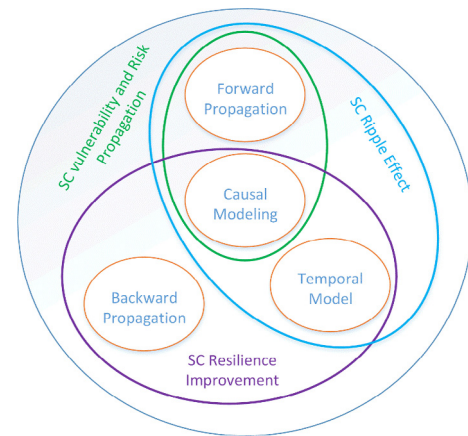 SC vulnerability and Risk
Propagation
Forward
Propagation
SC Ripple Effect
Causal
Modeling
Temporal
Model
Backward
Propagation
SC Resilience
Improvement